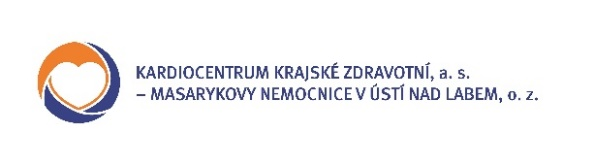 KARDIOCENTRUM KRAJSKÉ ZDRAVOTNÍ, a. s.
– MASARYKOVY NEMOCNICE V ÚSTÍ NAD LABEM, o. z.